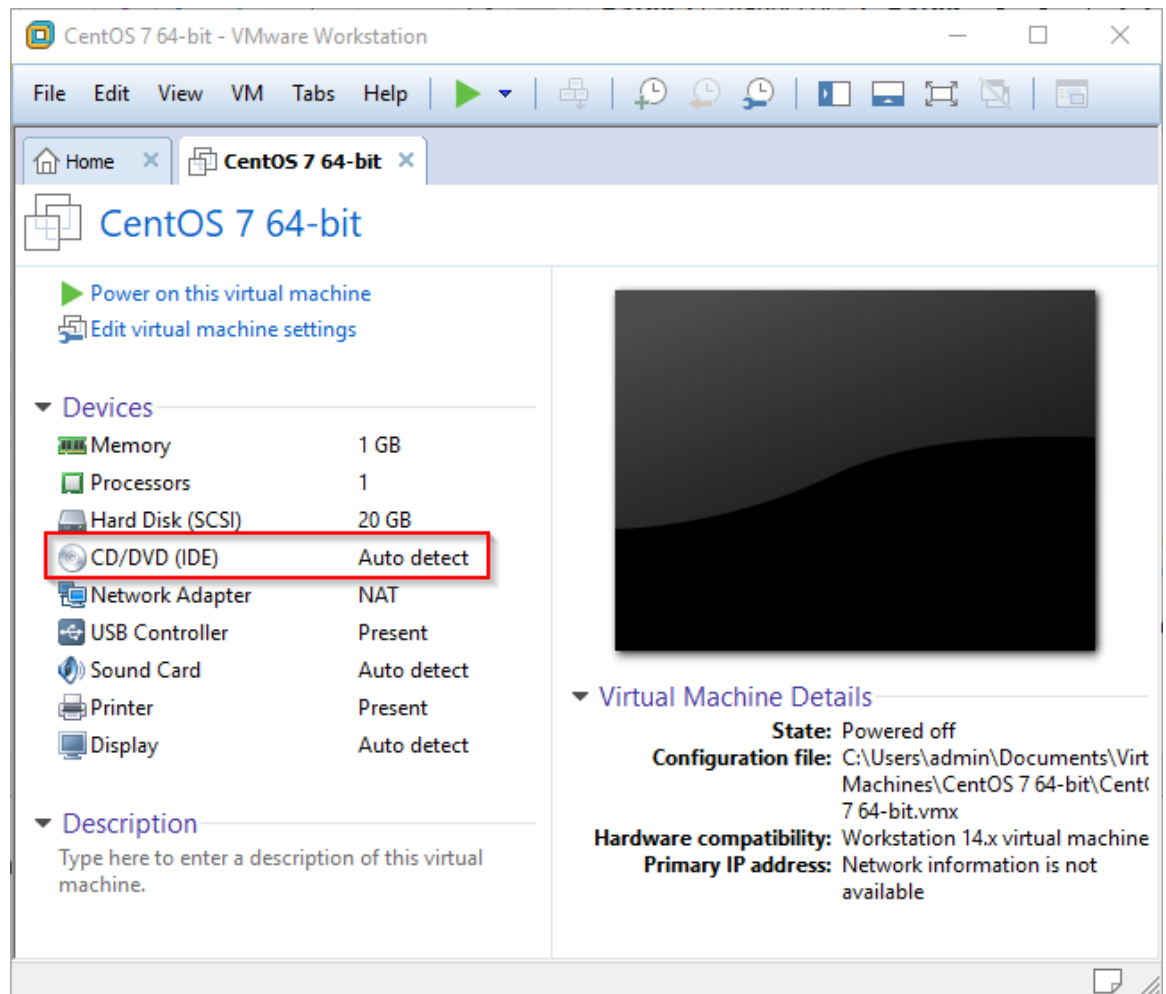 CentOS 7 64-bit - VMware Workstation
File Edit View VM Tabs Help
Home CentOS 7 64-bit
CentOS 7 64-bit
Power on this virtual machine
Edit virtual machine settings
Devices
Memory 1 GB
Processors 1
Hard Disk (SCSI) 20 GB
CD/DVD (IDE) Auto detect
Network Adapter NAT
USB Controller Present
Sound Card Auto detect
Printer Present
Display Auto detect
Description
Type here to enter a description of this virtual
machine.
Virtual Machine Details
State: Powered off
Configuration file: C:\Users\admin\Documents\Virt
Machines\CentOS 7 64-bit\Cent
7 64-bit.vmx
Hardware compatibility: Workstation 14.x virtual machine
Primary IP address: Network information is not
available